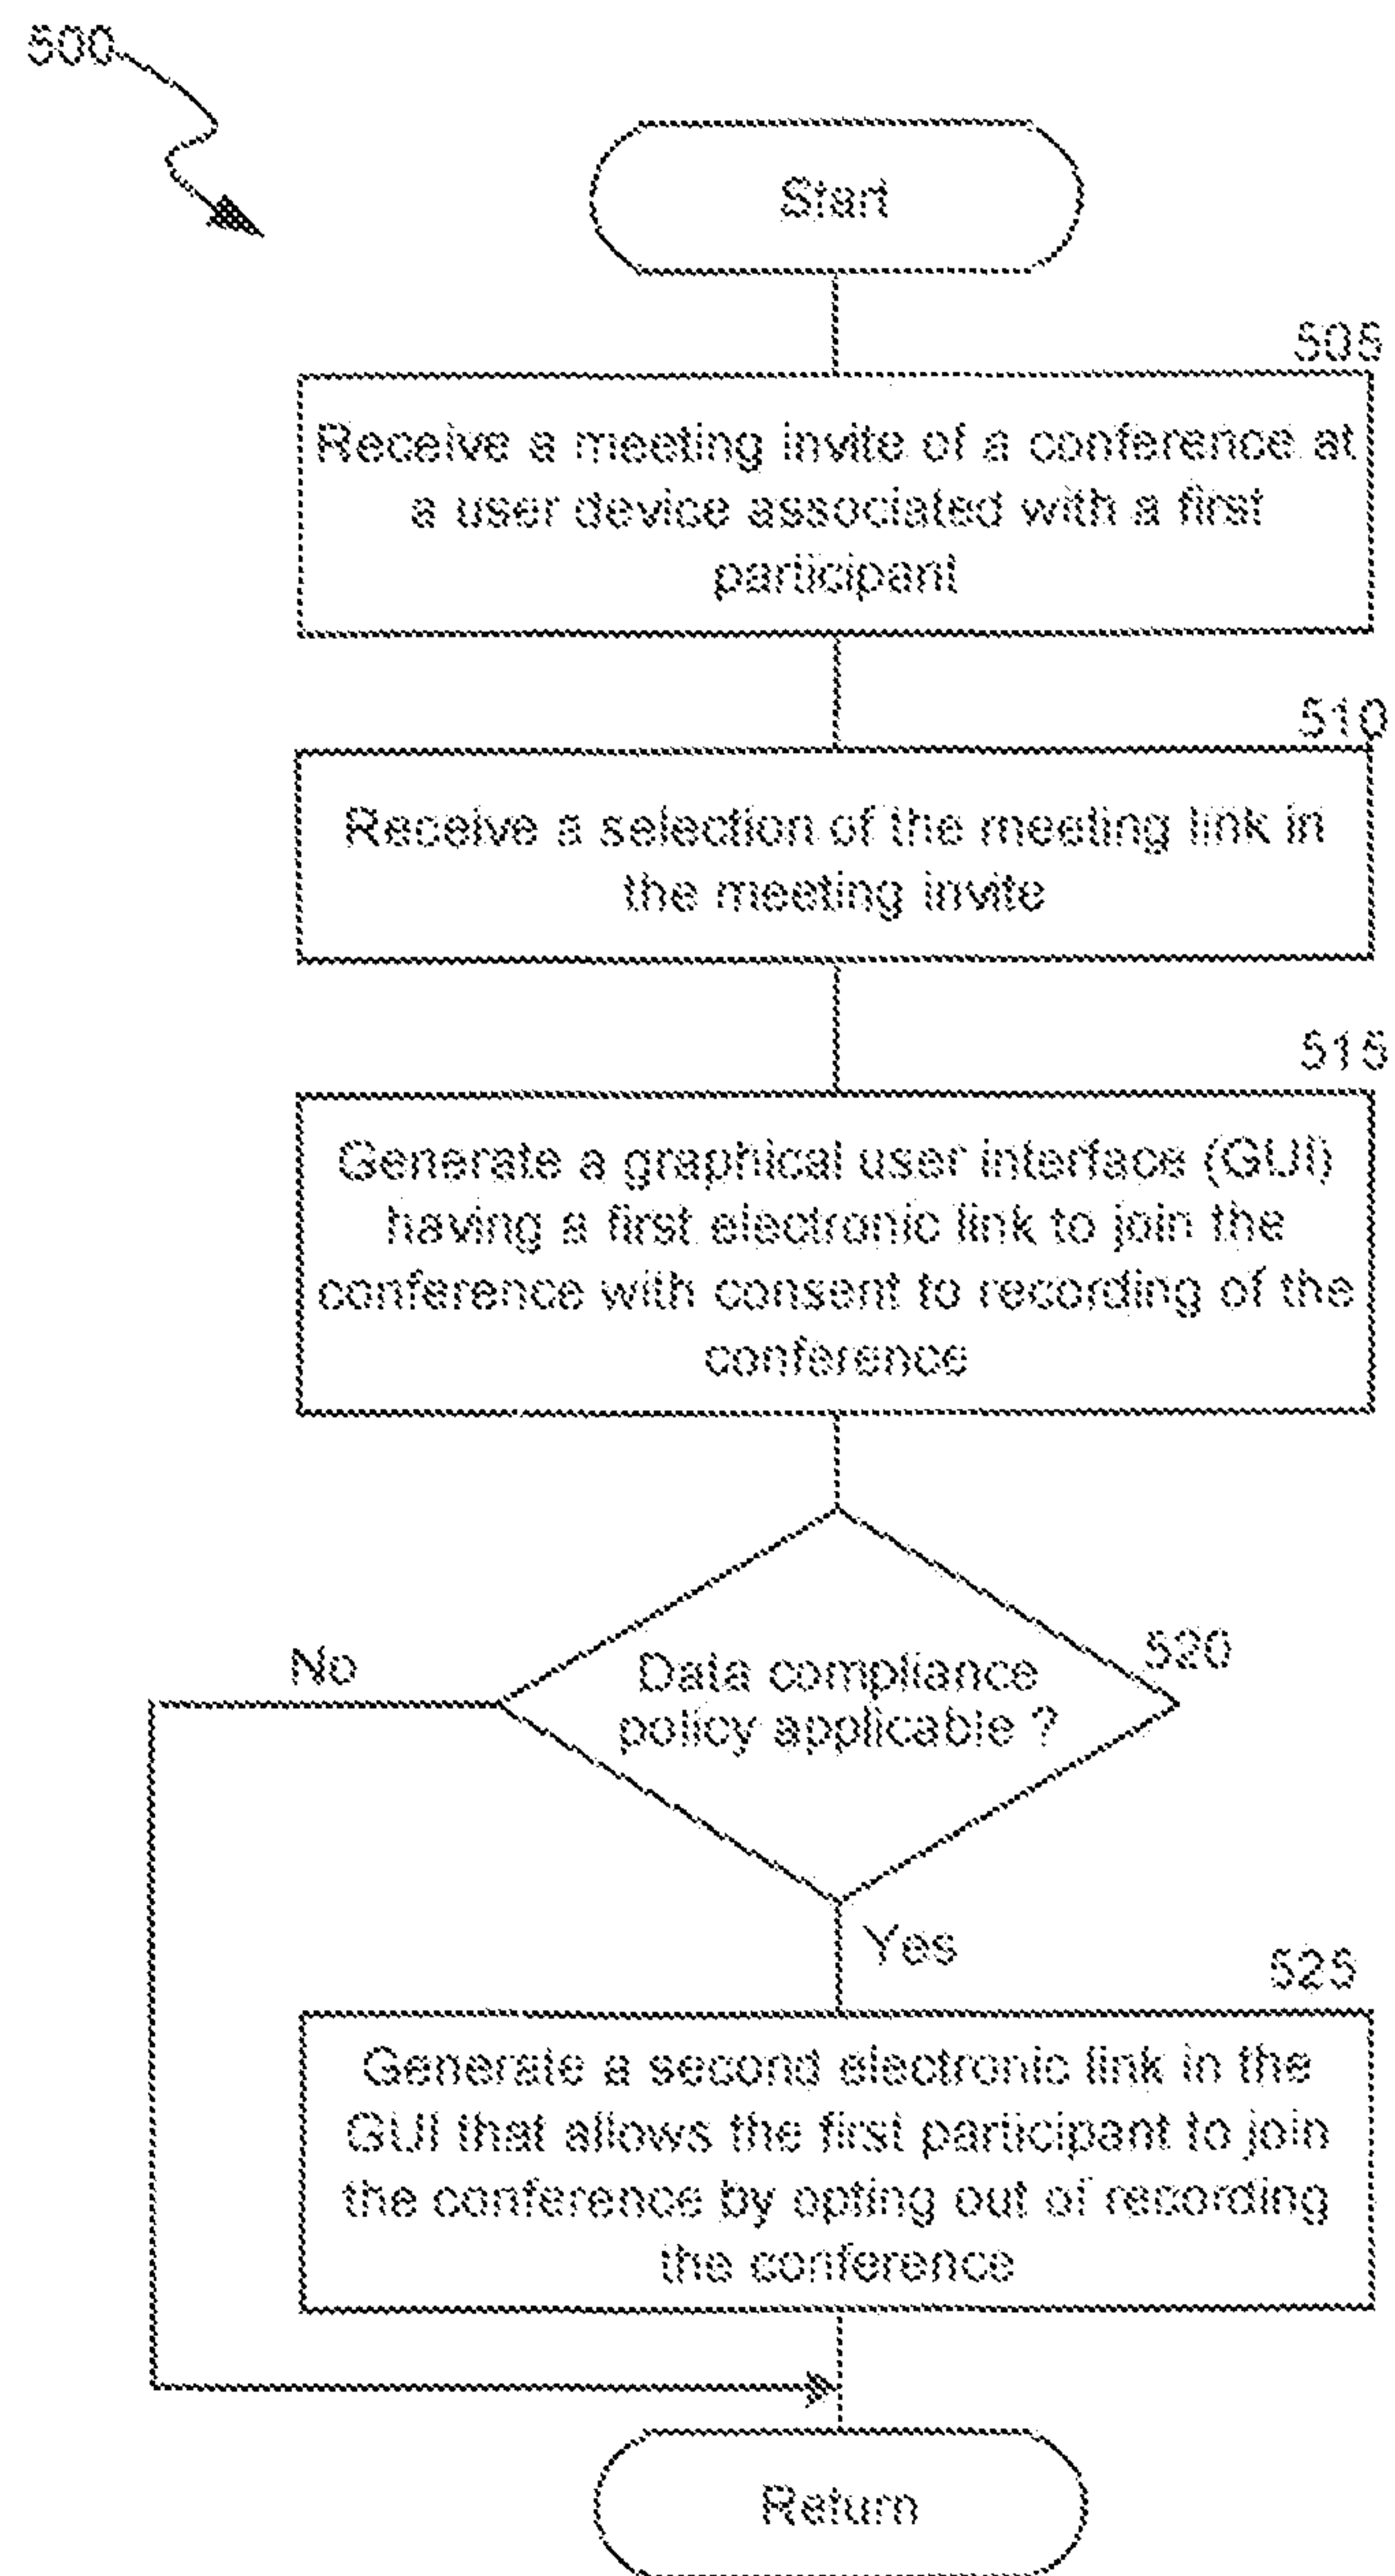 500
Start
505
Receive a meeting invite of a conference at
a user device associated with a first
participant
510
Receive a selection of the meeting link in
the meeting invite
515
Generate a graphical user interface (GUI)
having a first electronic link to join the
conference with consent to recording of the
conference
520
Data compliance
policy applicable ?
No
Yes
525
Generate a second electronic link in the
GUI that allows the first participant to join
the conference by opting out of recording
the conference
Return